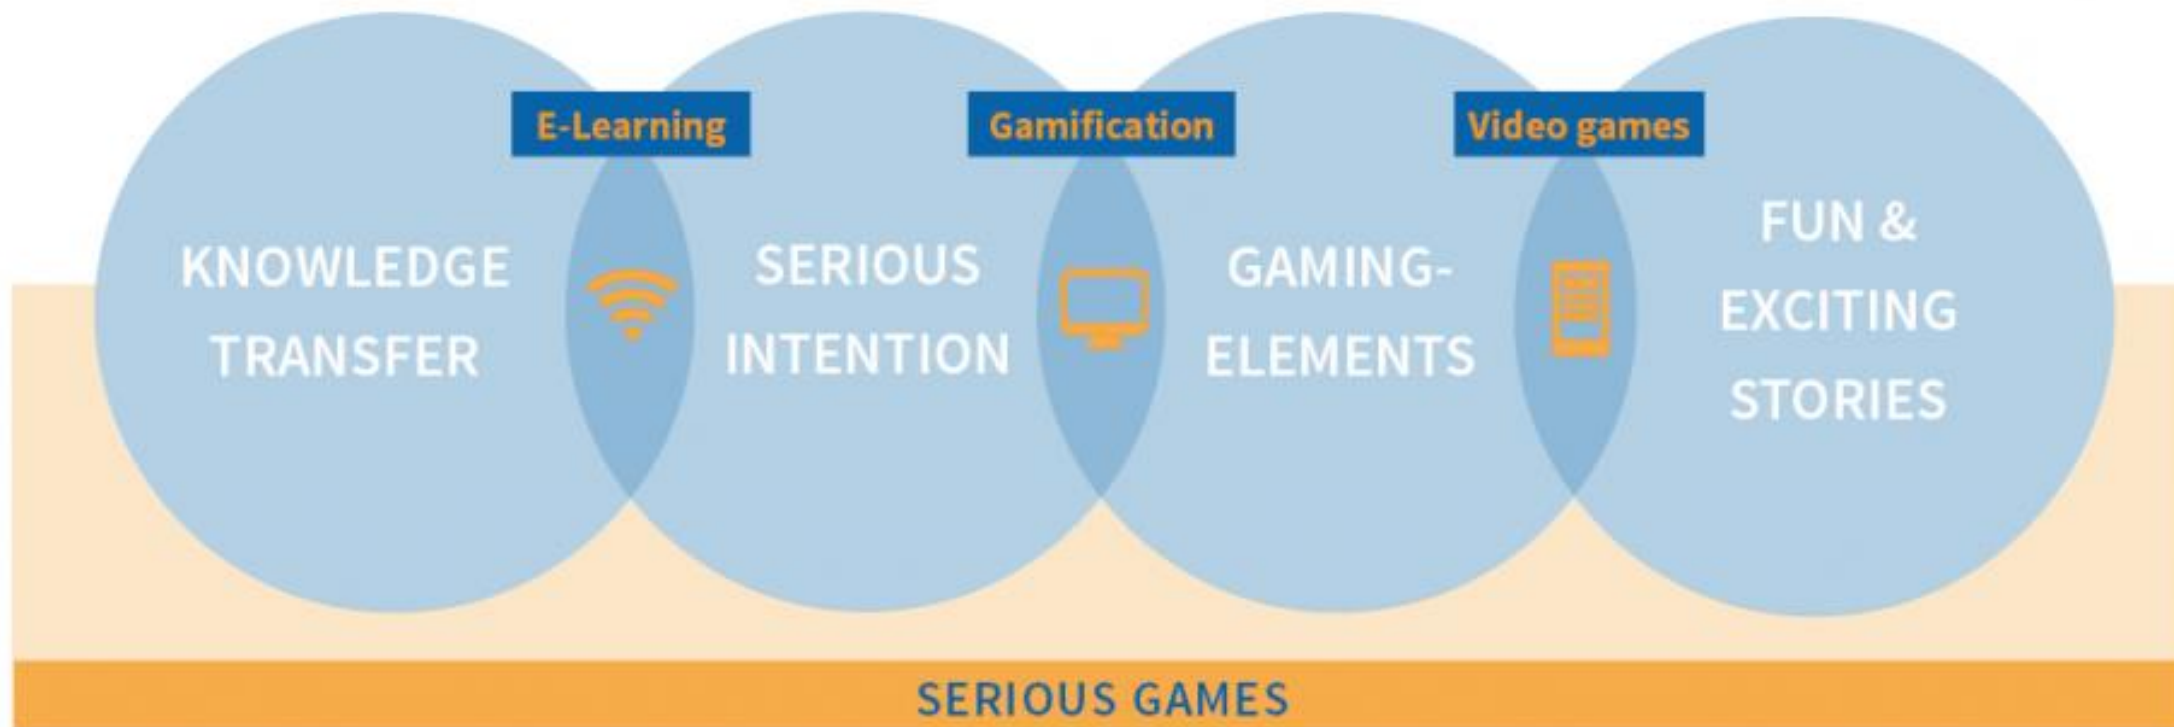 E-Learning
Gamification
Video games
KNOWLEDGE
TRANSFER
SERIOUS
INTENTION
GAMING-
ELEMENTS
FUN &
EXCITING
STORIES
SERIOUS GAMES